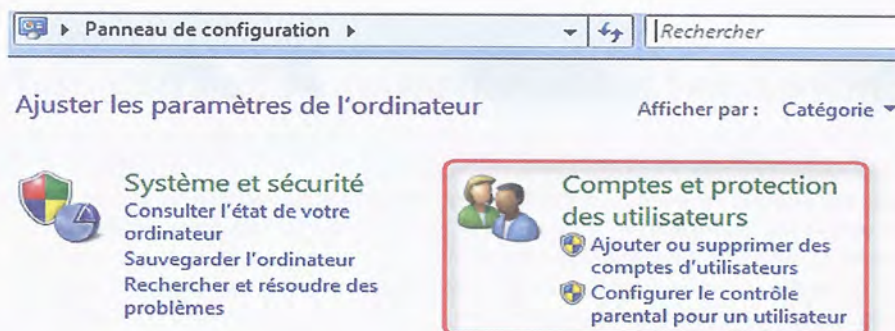 Panneau de configuration
Rechercher
Ajuster les paramètres de l'ordinateur
Afficher par : Catégorie
Système et sécurité
Consulter l'état de votre
ordinateur
Sauvegarder l'ordinateur
Rechercher et résoudre des
problèmes
Comptes et protection
des utilisateurs
Ajouter ou supprimer des
comptes d'utilisateurs
Configurer le contrôle
parental pour un utilisateur